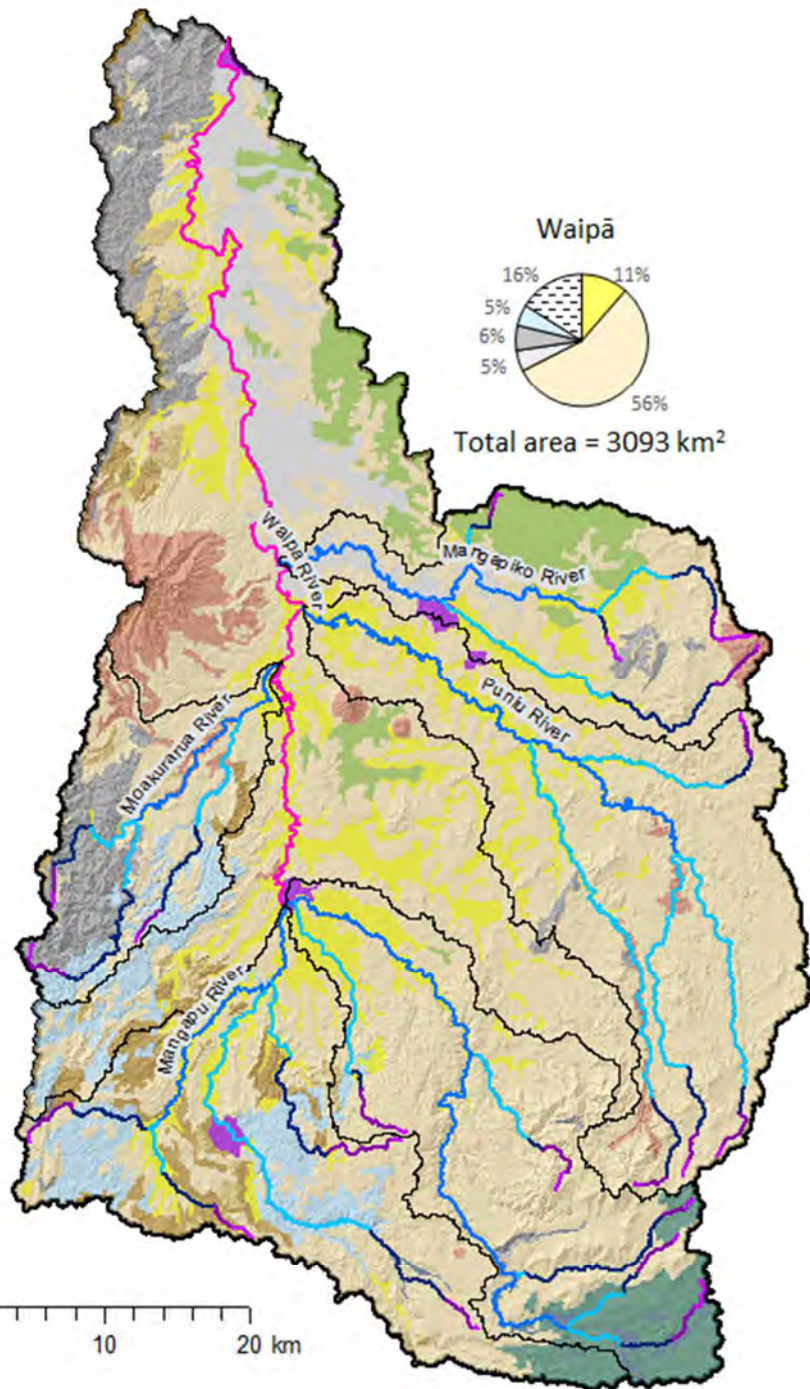 Waipā
16%
11%
5%
6%
5%
56%
Total area = 3093 km²
Waipa River
Mangapiko River
Puniu River
Moakurarua River
Mangapu River
10
20 km